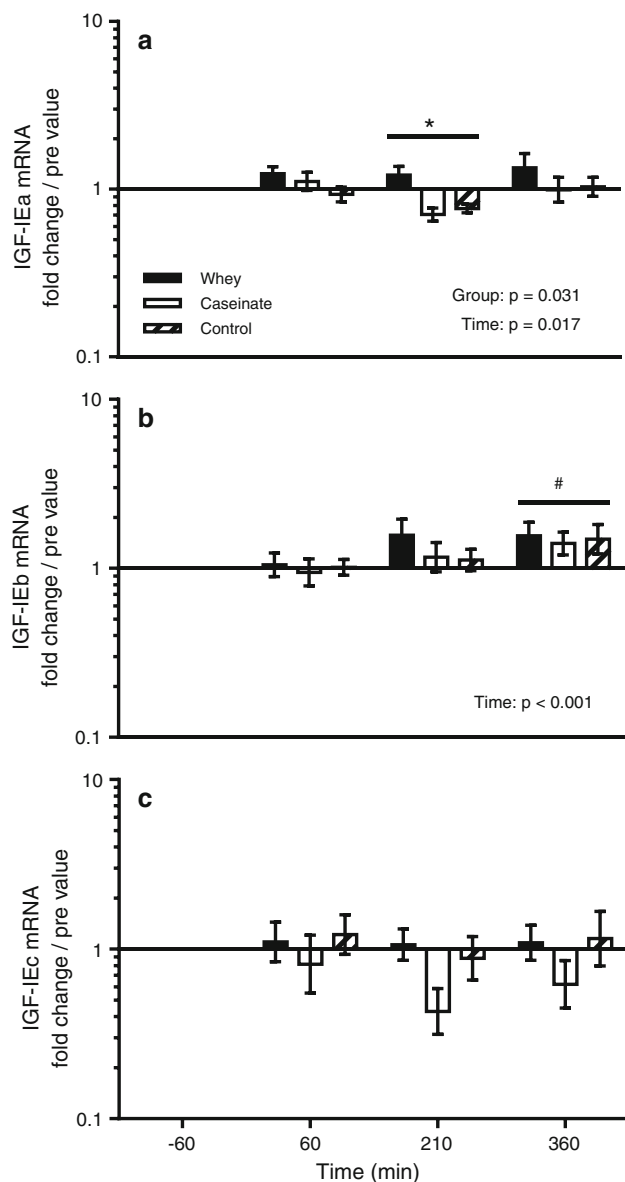 a
10
1
0.1
IGF-IEa mRNA
fold change / pre value
*
Whey
Caseinate
Control
Group: p = 0.031
Time: p = 0.017
b
10
1
0.1
IGF-IEb mRNA
fold change / pre value
#
Time: p < 0.001
c
10
1
0.1
IGF-IEc mRNA
fold change / pre value
-60 60 210 360
Time (min)